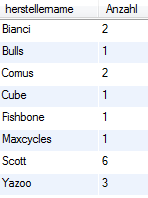 herstellername Anzahl
Bianci 2
Bulls 1
Comus 2
Cube 1
Fishbone 1
Maxcycles 1
Scott 6
Yazoo 3